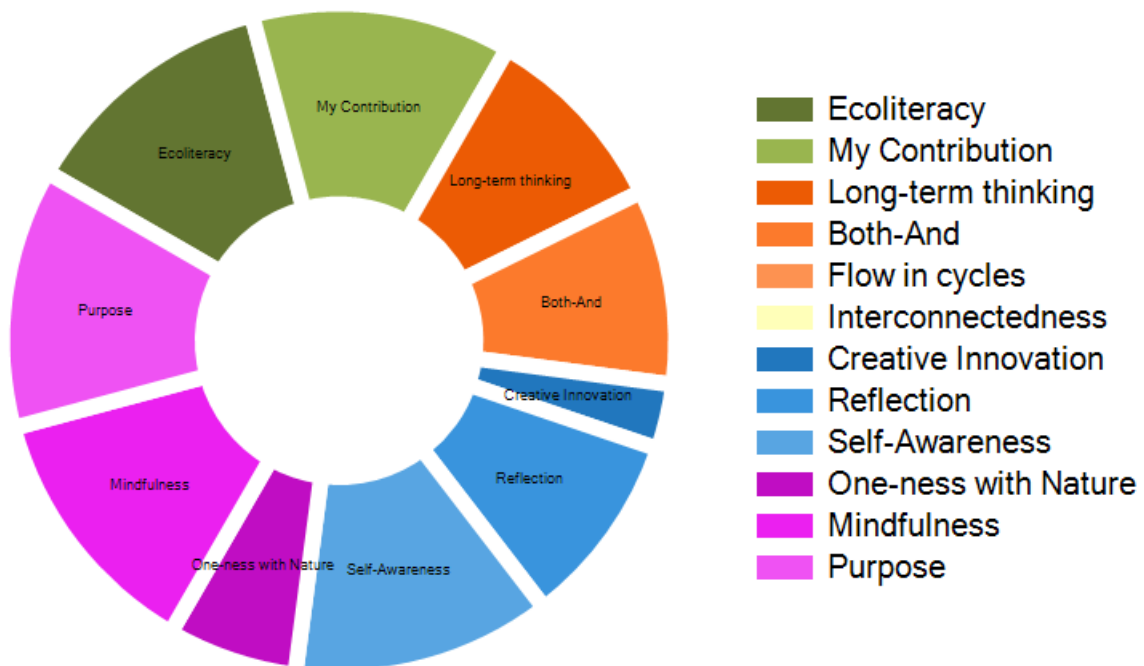 My Contribution
Ecoliteracy
Long-term thinking
Purpose
Both-And
Creative Innovation
Mindfulness
Reflection
One-ness with Nature
Self-Awareness
Ecoliteracy
My Contribution
Long-term thinking
Both-And
Flow in cycles
Interconnectedness
Creative Innovation
Reflection
Self-Awareness
One-ness with Nature
Mindfulness
Purpose